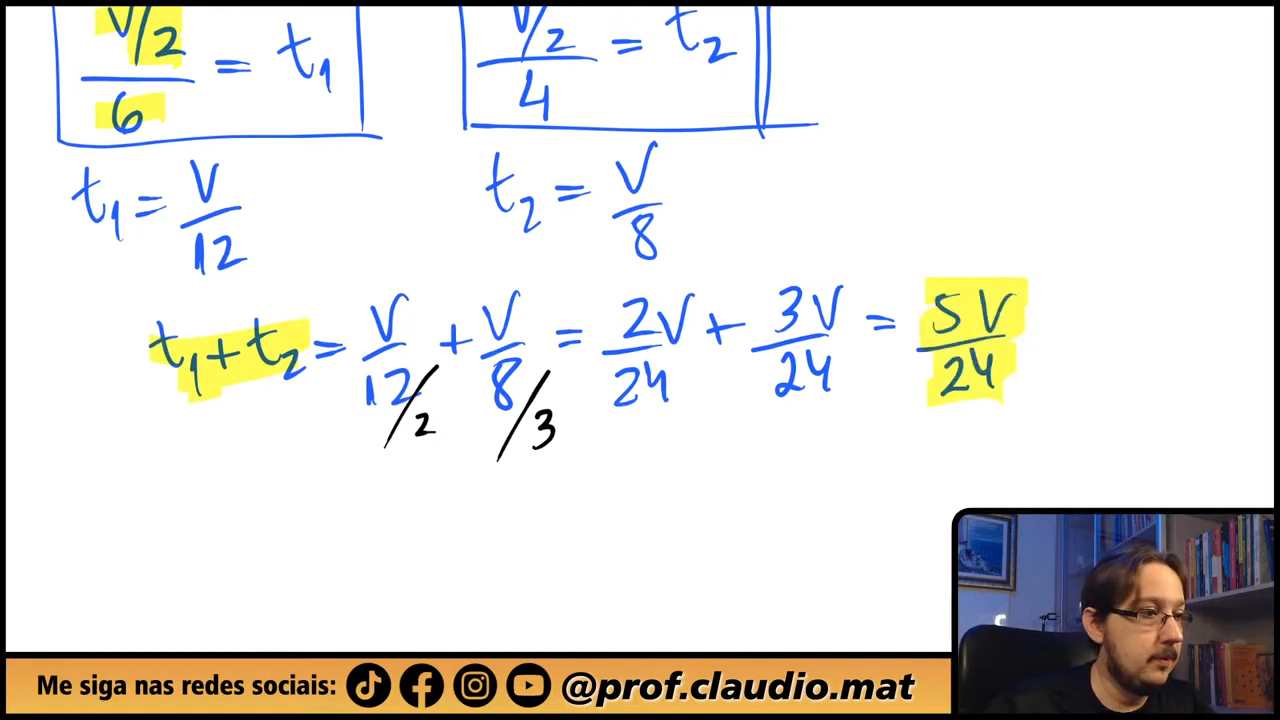 V/2/6 = t1
V/2/4 = t2
t1 = V/12
t2 = V/8
t1 + t2 = V/12 + V/8 = 2V/24 + 3V/24 = 5V/24
/2 /3
Me siga nas redes sociais: @prof.claudio.mat